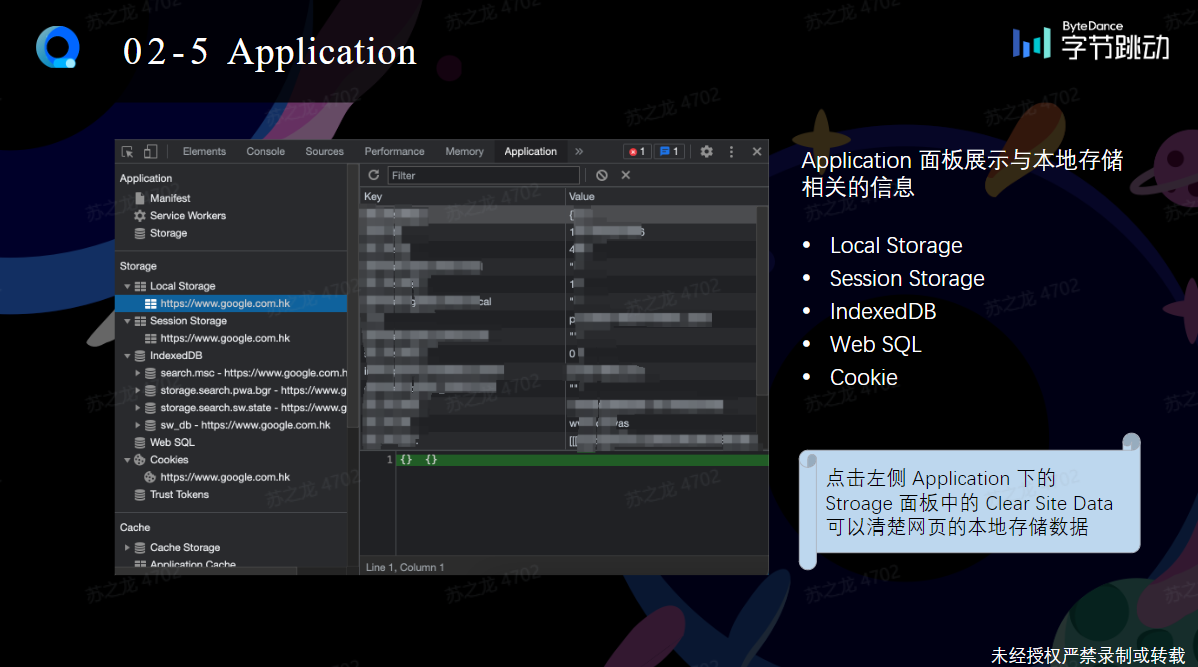 02-5 Application
ByteDance
字节跳动
Elements Console Sources Performance Memory Application » 1 1
Application
Manifest
Service Workers
Storage
Storage
Local Storage
https://www.google.com.hk
Session Storage
https://www.google.com.hk
IndexedDB
search.msc - https://www.google.com.h
storage.search.pwa.bgr - https://www.g
storage.search.sw.state - https://www.g
sw_db - https://www.google.com.hk
Web SQL
Cookies
https://www.google.com.hk
Trust Tokens
Cache
Cache Storage
Application Cache
Filter
Key Value
1 {} {}
Line 1, Column 1
Application 面板展示与本地存储
相关的信息
• Local Storage
• Session Storage
• IndexedDB
• Web SQL
• Cookie
点击左侧 Application 下的
Stroage 面板中的 Clear Site Data
可以清楚网页的本地存储数据
未经授权严禁录制或转载
苏之龙 4702